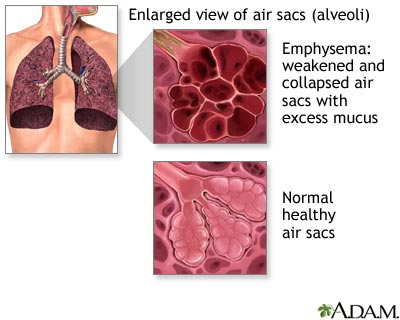 Enlarged view of air sacs (alveoli)
Emphysema:
weakened and
collapsed air
sacs with
excess mucus
Normal
healthy
air sacs
ADAM.